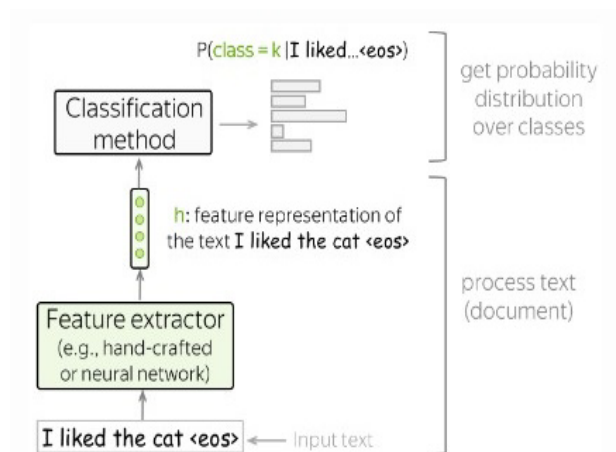 P(class = k |I liked...<eos>)
get probability
distribution
over classes
Classification
method
h: feature representation of
the text I liked the cat <eos>
process text
(document)
Feature extractor
(e.g., hand-crafted
or neural network)
I liked the cat <eos>
Input text